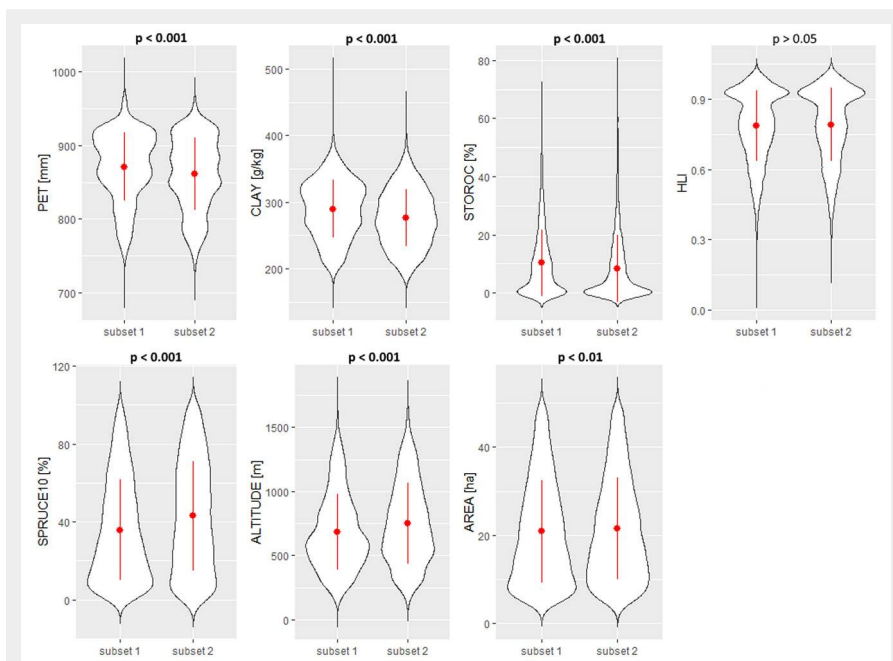 p < 0.001
p < 0.001
p < 0.001
p > 0.05
PET [mm]
1000
900
800
700
subset 1
subset 2
CLAY [g/kg]
500
400
300
200
subset 1
subset 2
STOROC [%]
80
60
40
20
0
subset 1
subset 2
HLI
0.9
0.6
0.3
0.0
subset 1
subset 2
p < 0.001
p < 0.001
p < 0.01
SPRUCE10 [%]
120
80
40
0
subset 1
subset 2
ALTITUDE [m]
1500
1000
500
0
subset 1
subset 2
AREA [ha]
40
20
0
subset 1
subset 2